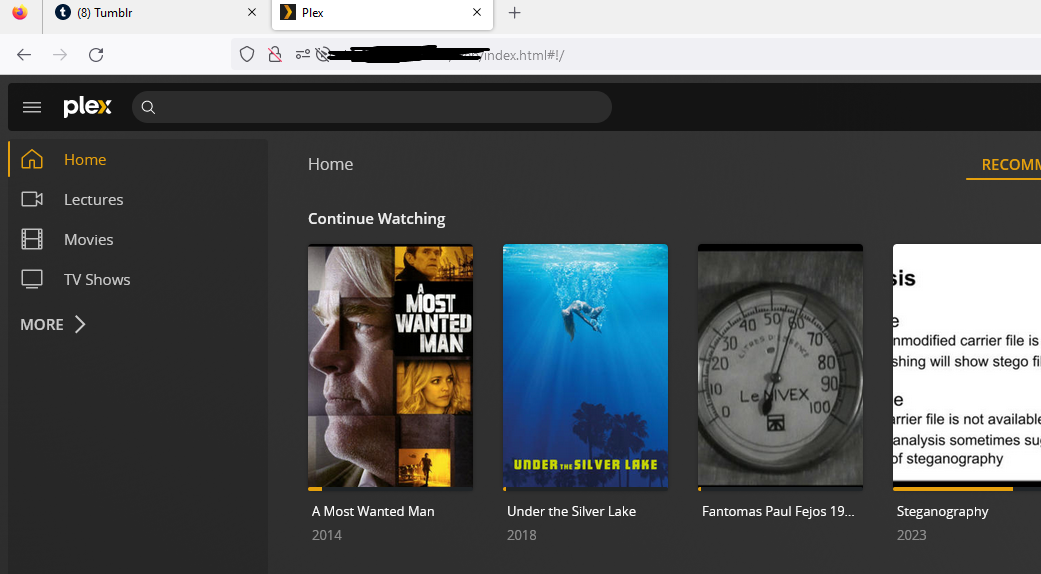 (8) Tumblr
Plex
index.html#!/
plex
Home
Lectures
Movies
TV Shows
MORE
Home
RECOMM
Continue Watching
A
MOST
WANTED
MAN
UNDER THE SILVER LAKE
0 10 20 30 40 50 60 70 80 90 100
Le NIVEX
sis
e
nmodified carrier file is
shing will show stego fil
e
rrier file is not available
analysis sometimes su
of steganography
A Most Wanted Man
2014
Under the Silver Lake
2018
Fantomas Paul Fejos 19...
Steganography
2023